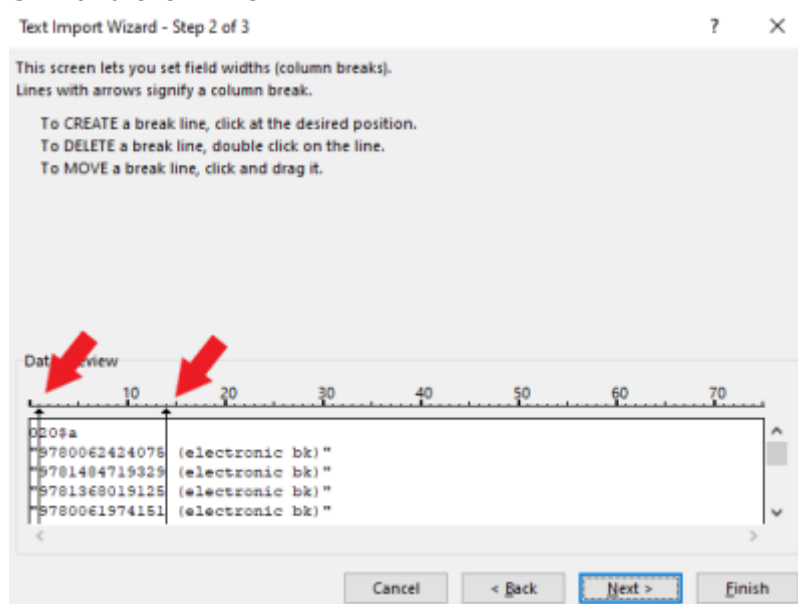 Text Import Wizard - Step 2 of 3 ? ×
This screen lets you set field widths (column breaks).
Lines with arrows signify a column break.
To CREATE a break line, click at the desired position.
To DELETE a break line, double click on the line.
To MOVE a break line, click and drag it.
Data view
10 20 30 40 50 60 70
020$a
"9780062424075 (electronic bk)"
"9781484719329 (electronic bk)"
"9781368019125 (electronic bk)"
"9780061974151 (electronic bk)"
Cancel < Back Next > Finish